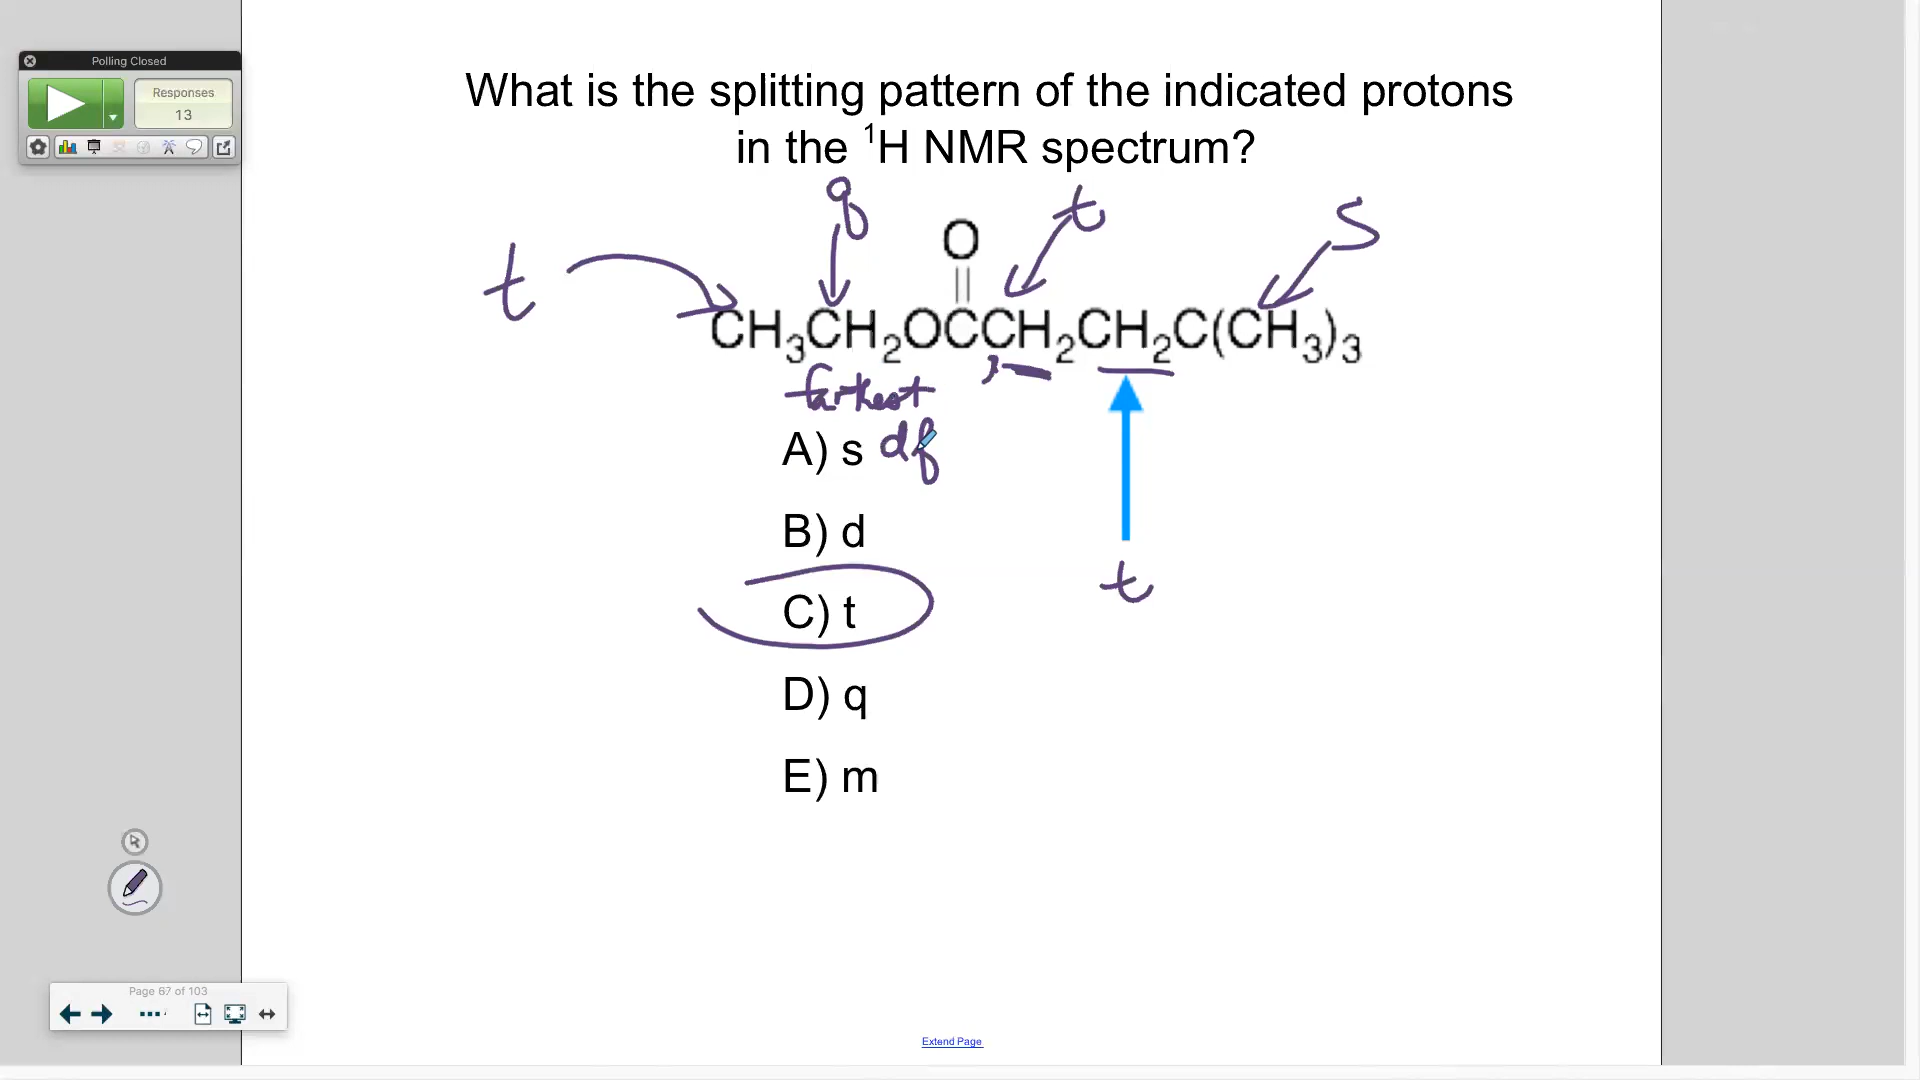 Polling Closed
Responses
13
What is the splitting pattern of the indicated protons
in the ¹H NMR spectrum?
q
t
s
t
O
CH₃CH₂OCCH₂CH₂C(CH₃)₃
farthest
df
A) s
B) d
t
C) t
D) q
E) m
Page 67 of 103
Extend Page